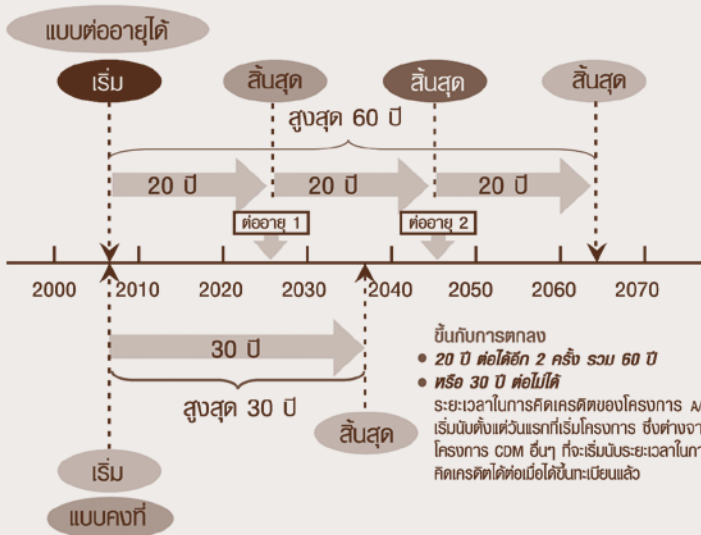 แบบต่ออายุได้
เริ่ม
สิ้นสุด
สิ้นสุด
สิ้นสุด
สูงสุด 60 ปี
20 ปี
20 ปี
20 ปี
ต่ออายุ 1
ต่ออายุ 2
2000
2010
2020
2030
2040
2050
2060
2070
30 ปี
สูงสุด 30 ปี
สิ้นสุด
เริ่ม
แบบคงที่
ขึ้นกับการตกลง
• 20 ปี ต่อได้อีก 2 ครั้ง รวม 60 ปี
• หรือ 30 ปี ต่อไม่ได้
ระยะเวลาในการคิดเครดิตของโครงการ A/
เริ่มนับตั้งแต่วันแรกที่เริ่มโครงการ ซึ่งต่างจา
โครงการ CDM อื่นๆ ที่จะเริ่มนับระยะเวลาในกา
คิดเครดิตได้ต่อเมื่อได้ขึ้นทะเบียนแล้ว